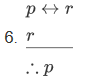 p ↔ r
6. r
∴ p